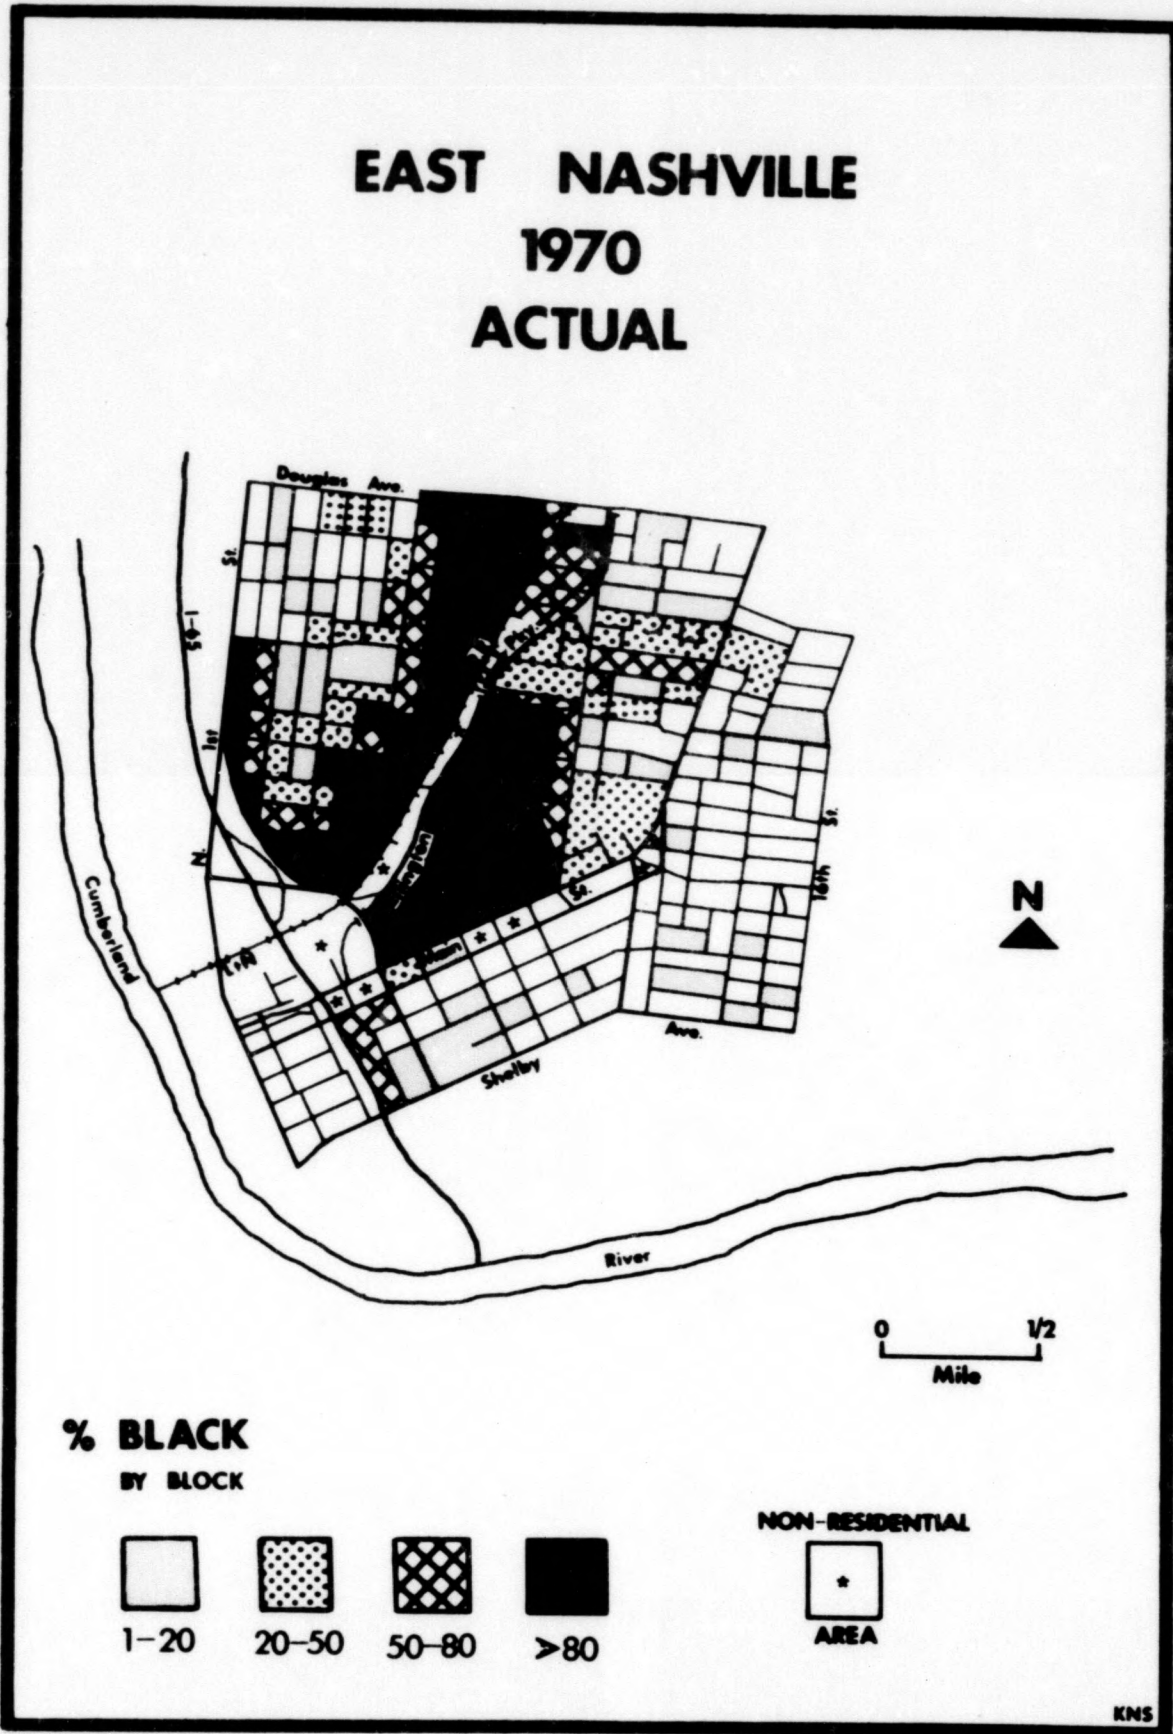 EAST NASHVILLE
1970
ACTUAL
Douglas Ave.
St.
I-65
Pky.
1st
N.
St.
16th
St.
Main
L+N
Cumberland
N
Ave.
Shelby
River
0 1/2
Mile
% BLACK
BY BLOCK
NON-RESIDENTIAL
*
AREA
1-20 20-50 50-80 >80
KNS